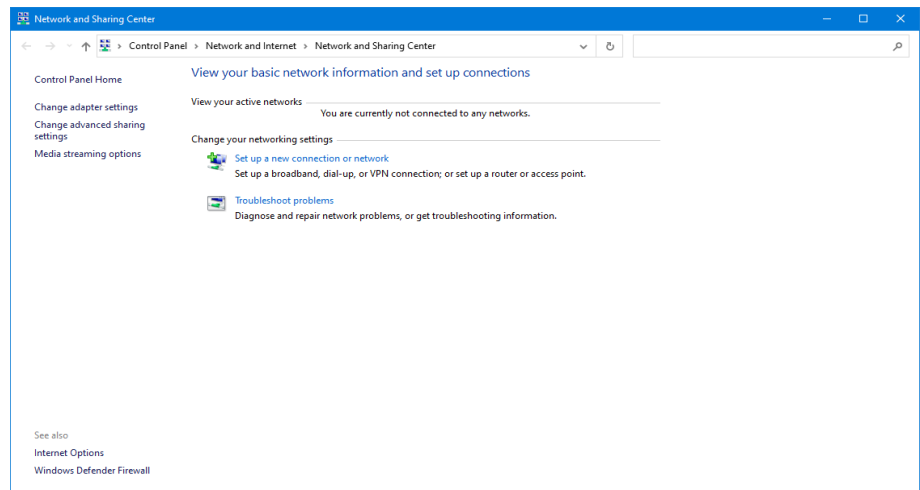 Network and Sharing Center
Control Panel › Network and Internet › Network and Sharing Center
Control Panel Home
Change adapter settings
Change advanced sharing
settings
Media streaming options
View your basic network information and set up connections
View your active networks
You are currently not connected to any networks.
Change your networking settings
Set up a new connection or network
Set up a broadband, dial-up, or VPN connection; or set up a router or access point.
Troubleshoot problems
Diagnose and repair network problems, or get troubleshooting information.
See also
Internet Options
Windows Defender Firewall